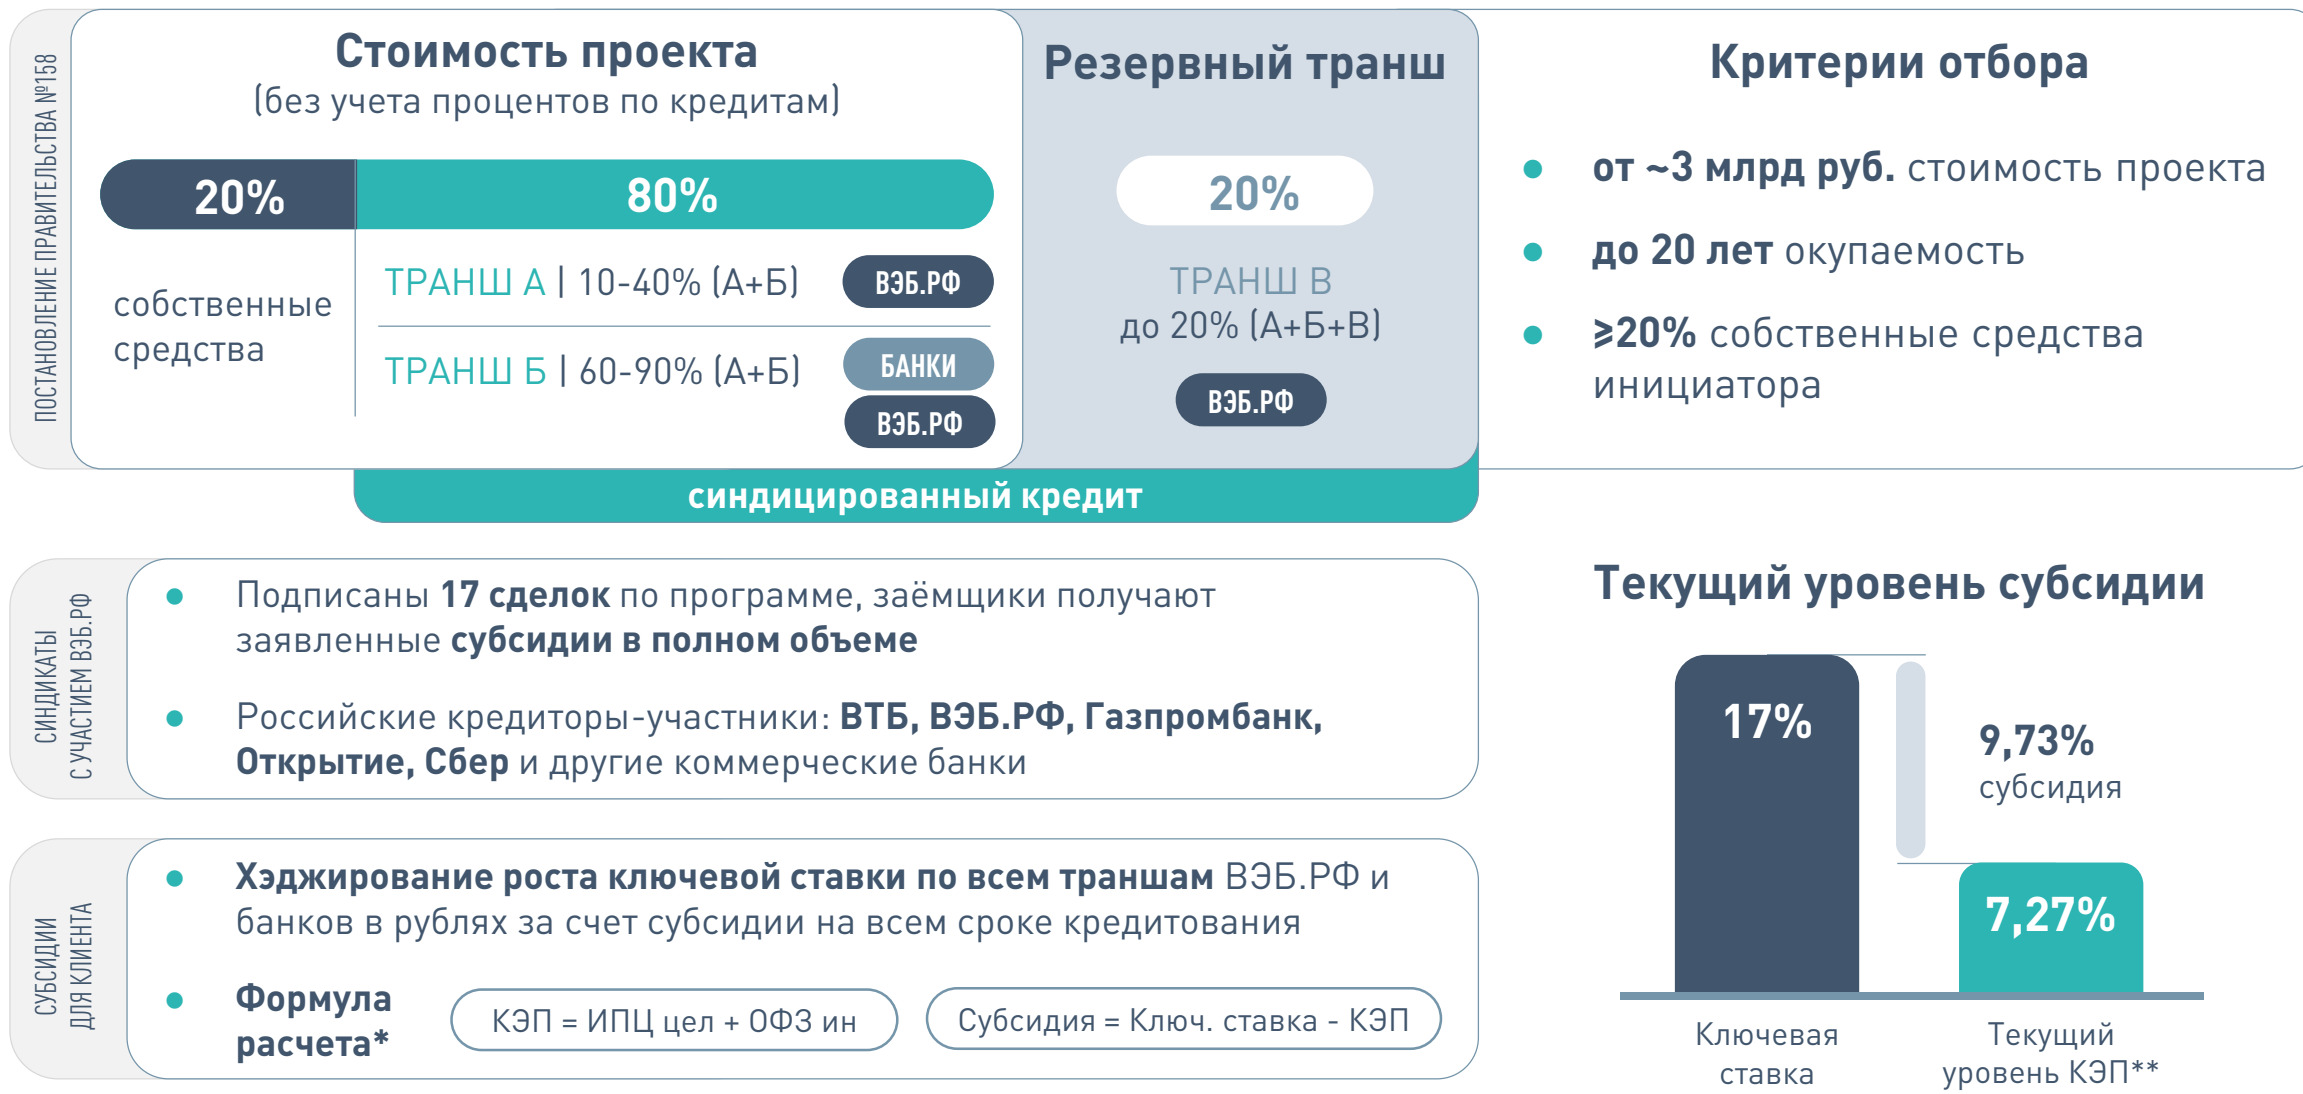 ПОСТАНОВЛЕНИЕ ПРАВИТЕЛЬСТВА №158
Стоимость проекта
(без учета процентов по кредитам)
20%
80%
собственные
средства
ТРАНШ А | 10-40% (А+Б)
ВЭБ.РФ
ТРАНШ Б | 60-90% (А+Б)
БАНКИ
ВЭБ.РФ
Резервный транш
20%
ТРАНШ В
до 20% (А+Б+В)
ВЭБ.РФ
синдицированный кредит
Критерии отбора
от ~3 млрд руб. стоимость проекта
до 20 лет окупаемость
≥20% собственные средства
инициатора
СИНДИКАТЫ
С УЧАСТИЕМ ВЭБ.РФ
Подписаны 17 сделок по программе, заёмщики получают
заявленные субсидии в полном объеме
Российские кредиторы-участники: ВТБ, ВЭБ.РФ, Газпромбанк,
Открытие, Сбер и другие коммерческие банки
СУБСИДИИ
ДЛЯ КЛИЕНТА
Хэджирование роста ключевой ставки по всем траншам ВЭБ.РФ и
банков в рублях за счет субсидии на всем сроке кредитования
Формула
расчета*
КЭП = ИПЦ цел + ОФЗ ин
Субсидия = Ключ. ставка - КЭП
Текущий уровень субсидии
17%
9,73%
субсидия
7,27%
Ключевая
ставка
Текущий
уровень КЭП**